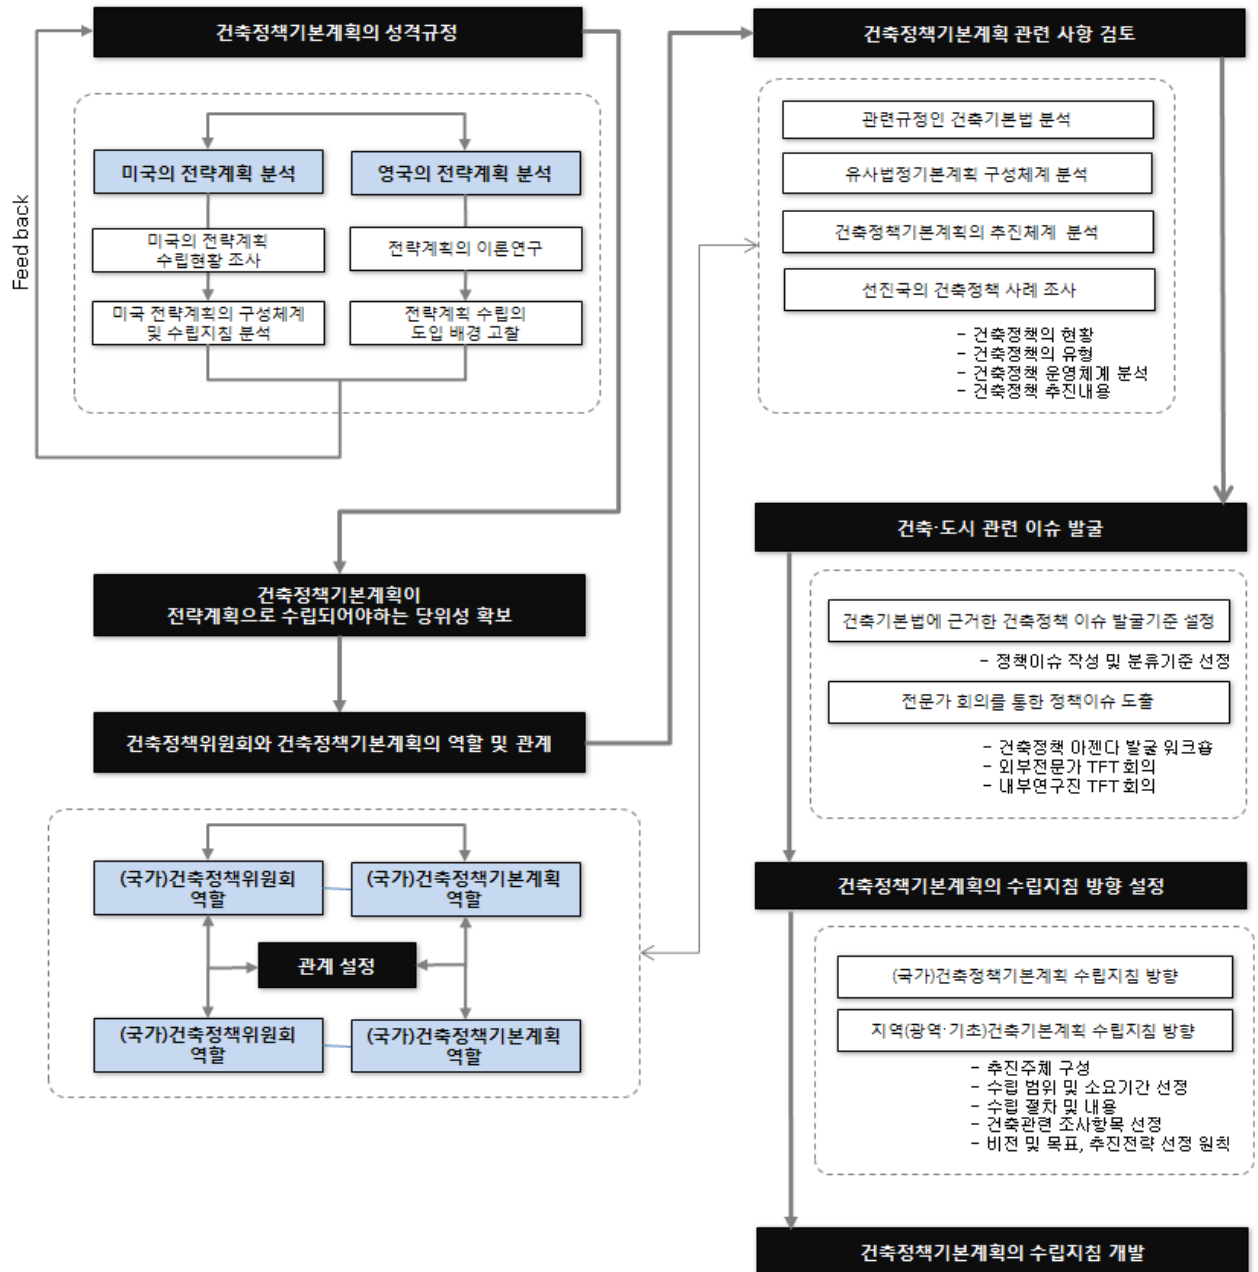 건축정책기본계획의 성격규정
미국의 전략계획 분석
영국의 전략계획 분석
미국의 전략계획
수립현황 조사
전략계획의 이론연구
미국 전략계획의 구성체계
및 수립지침 분석
전략계획 수립의
도입 배경 고찰
Feed back
건축정책기본계획이
전략계획으로 수립되어야하는 당위성 확보
건축정책위원회와 건축정책기본계획의 역할 및 관계
(국가)건축정책위원회
역할
(국가)건축정책기본계획
역할
관계 설정
(국가)건축정책위원회
역할
(국가)건축정책기본계획
역할
건축정책기본계획 관련 사항 검토
관련규정인 건축기본법 분석
유사법정기본계획 구성체계 분석
건축정책기본계획의 추진체계 분석
선진국의 건축정책 사례 조사
- 건축정책의 현황
- 건축정책의 유형
- 건축정책 운영체계 분석
- 건축정책 추진내용
건축·도시 관련 이슈 발굴
건축기본법에 근거한 건축정책 이슈 발굴기준 설정
- 정책이슈 작성 및 분류기준 선정
전문가 회의를 통한 정책이슈 도출
- 건축정책 아젠다 발굴 워크숍
- 외부전문가 TFT 회의
- 내부연구진 TFT 회의
건축정책기본계획의 수립지침 방향 설정
(국가)건축정책기본계획 수립지침 방향
지역(광역·기초)건축기본계획 수립지침 방향
- 추진주체 구성
- 수립 범위 및 소요기간 선정
- 수립 절차 및 내용
- 건축관련 조사항목 선정
- 비전 및 목표, 추진전략 선정 원칙
건축정책기본계획의 수립지침 개발